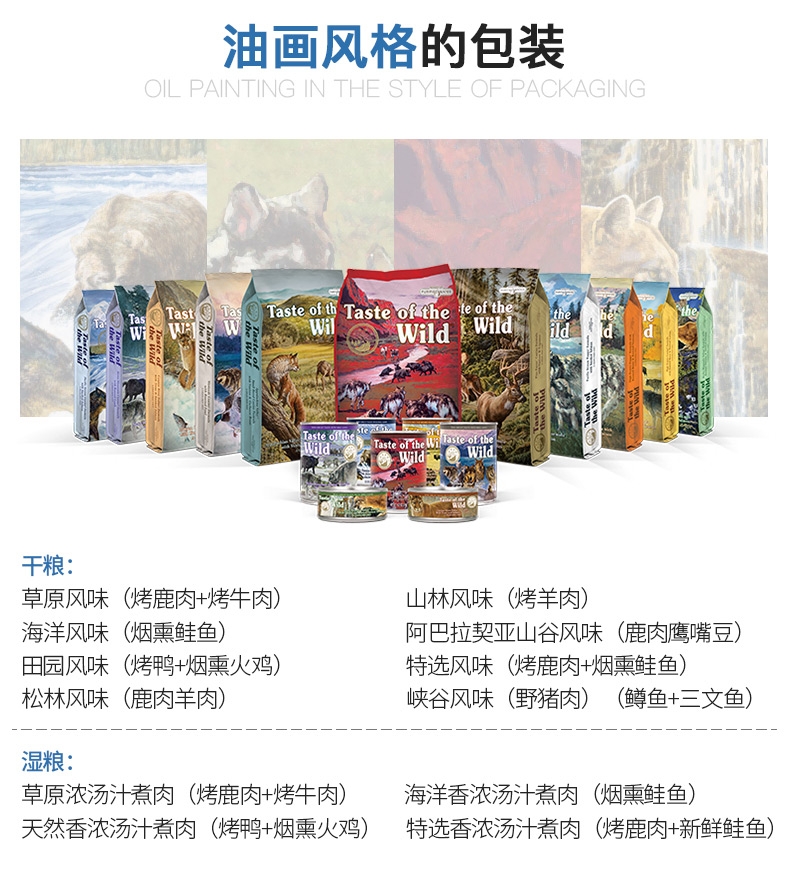 油画风格的包装
OIL PAINTING IN THE STYLE OF PACKAGING
Taste of the Wild
Taste of the
Wild
Taste of the
Wild
Taste of the
Wild
Taste of the
Wild
Taste of the
Wild
Taste of the
Wild
Taste of the
Wild
干粮：
草原风味（烤鹿肉+烤牛肉） 山林风味（烤羊肉）
海洋风味（烟熏鲑鱼） 阿巴拉契亚山谷风味（鹿肉鹰嘴豆）
田园风味（烤鸭+烟熏火鸡） 特选风味（烤鹿肉+烟熏鲑鱼）
松林风味（鹿肉羊肉） 峡谷风味（野猪肉）（鳟鱼+三文鱼）
湿粮：
草原浓汤汁煮肉（烤鹿肉+烤牛肉） 海洋香浓汤汁煮肉（烟熏鲑鱼）
天然香浓汤汁煮肉（烤鸭+烟熏火鸡） 特选香浓汤汁煮肉（烤鹿肉+新鲜鲑鱼）